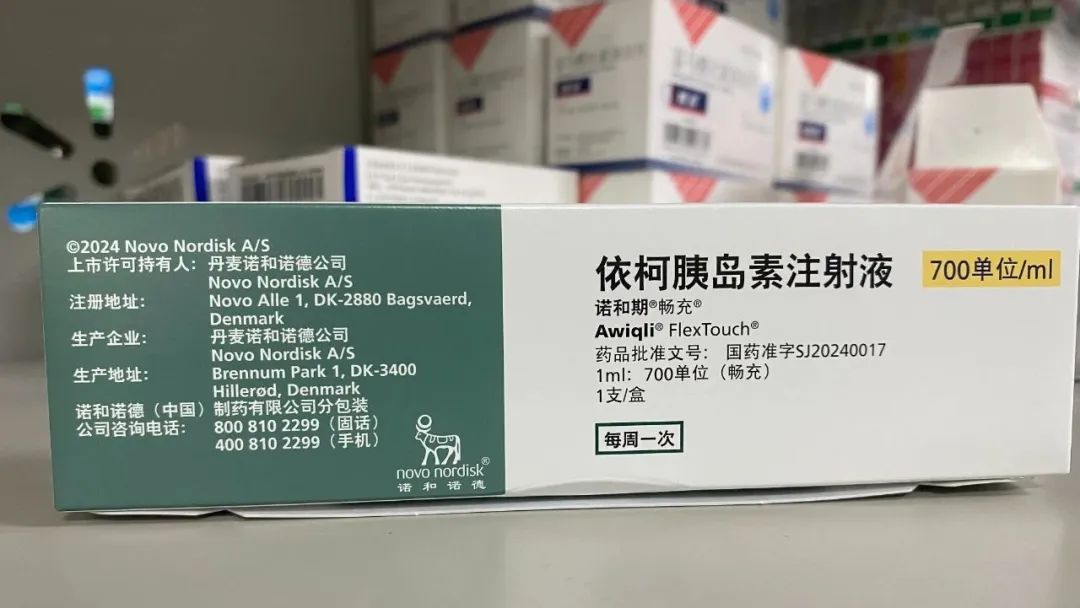 ©2024 Novo Nordisk A/S
上市许可持有人：丹麦诺和诺德公司
Novo Nordisk A/S
注册地址：Novo Alle 1, DK-2880 Bagsvaerd,
Denmark
生产企业：丹麦诺和诺德公司
Novo Nordisk A/S
生产地址：Brennum Park 1, DK-3400
Hillerød, Denmark
诺和诺德（中国）制药有限公司分包装
公司咨询电话：800 810 2299（固话）
400 810 2299（手机）
novo nordisk®
诺和诺德
依柯胰岛素注射液 700单位/ml
诺和期®畅充®
Awiqli® FlexTouch®
药品批准文号：国药准字SJ20240017
1ml：700单位（畅充）
1支/盒
每周一次